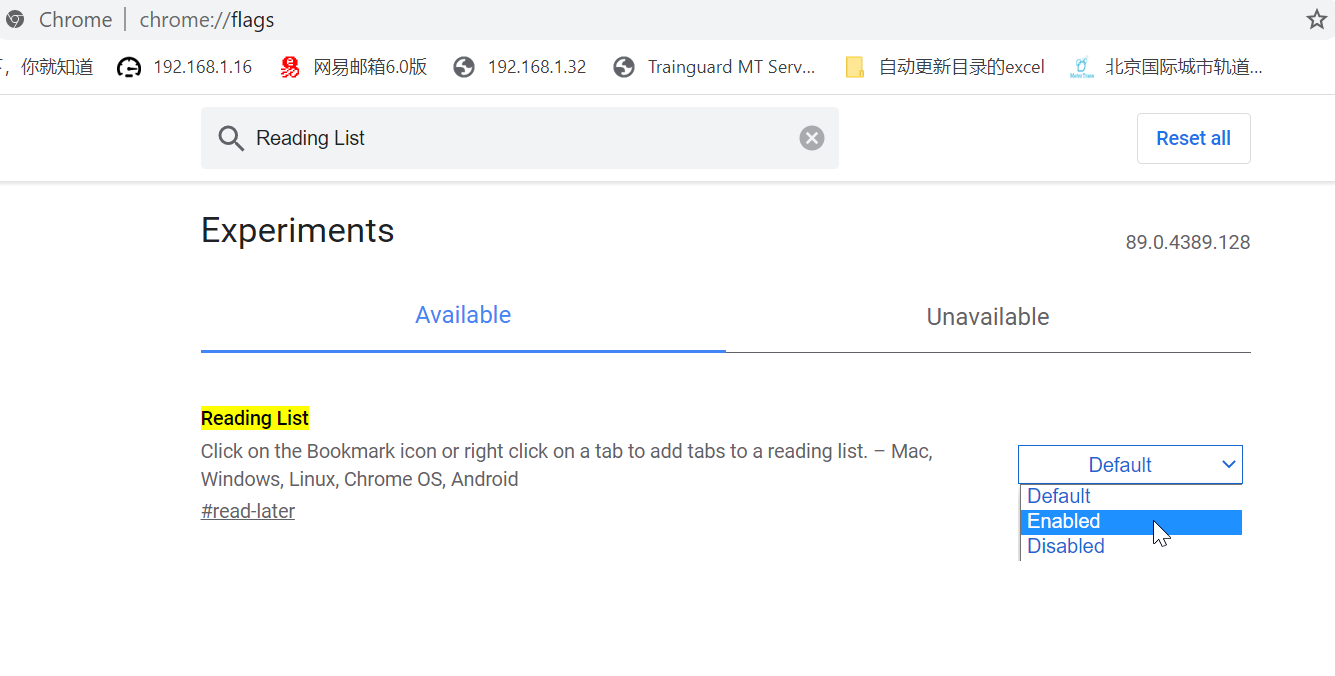 Chrome | chrome://flags
，你就知道 192.168.1.16 网易邮箱6.0版 192.168.1.32 Trainguard MT Serv... 自动更新目录的excel 北京国际城市轨道...
Reading List
Reset all
Experiments
89.0.4389.128
Available
Unavailable
Reading List
Click on the Bookmark icon or right click on a tab to add tabs to a reading list. – Mac,
Windows, Linux, Chrome OS, Android
#read-later
Default
Default
Enabled
Disabled